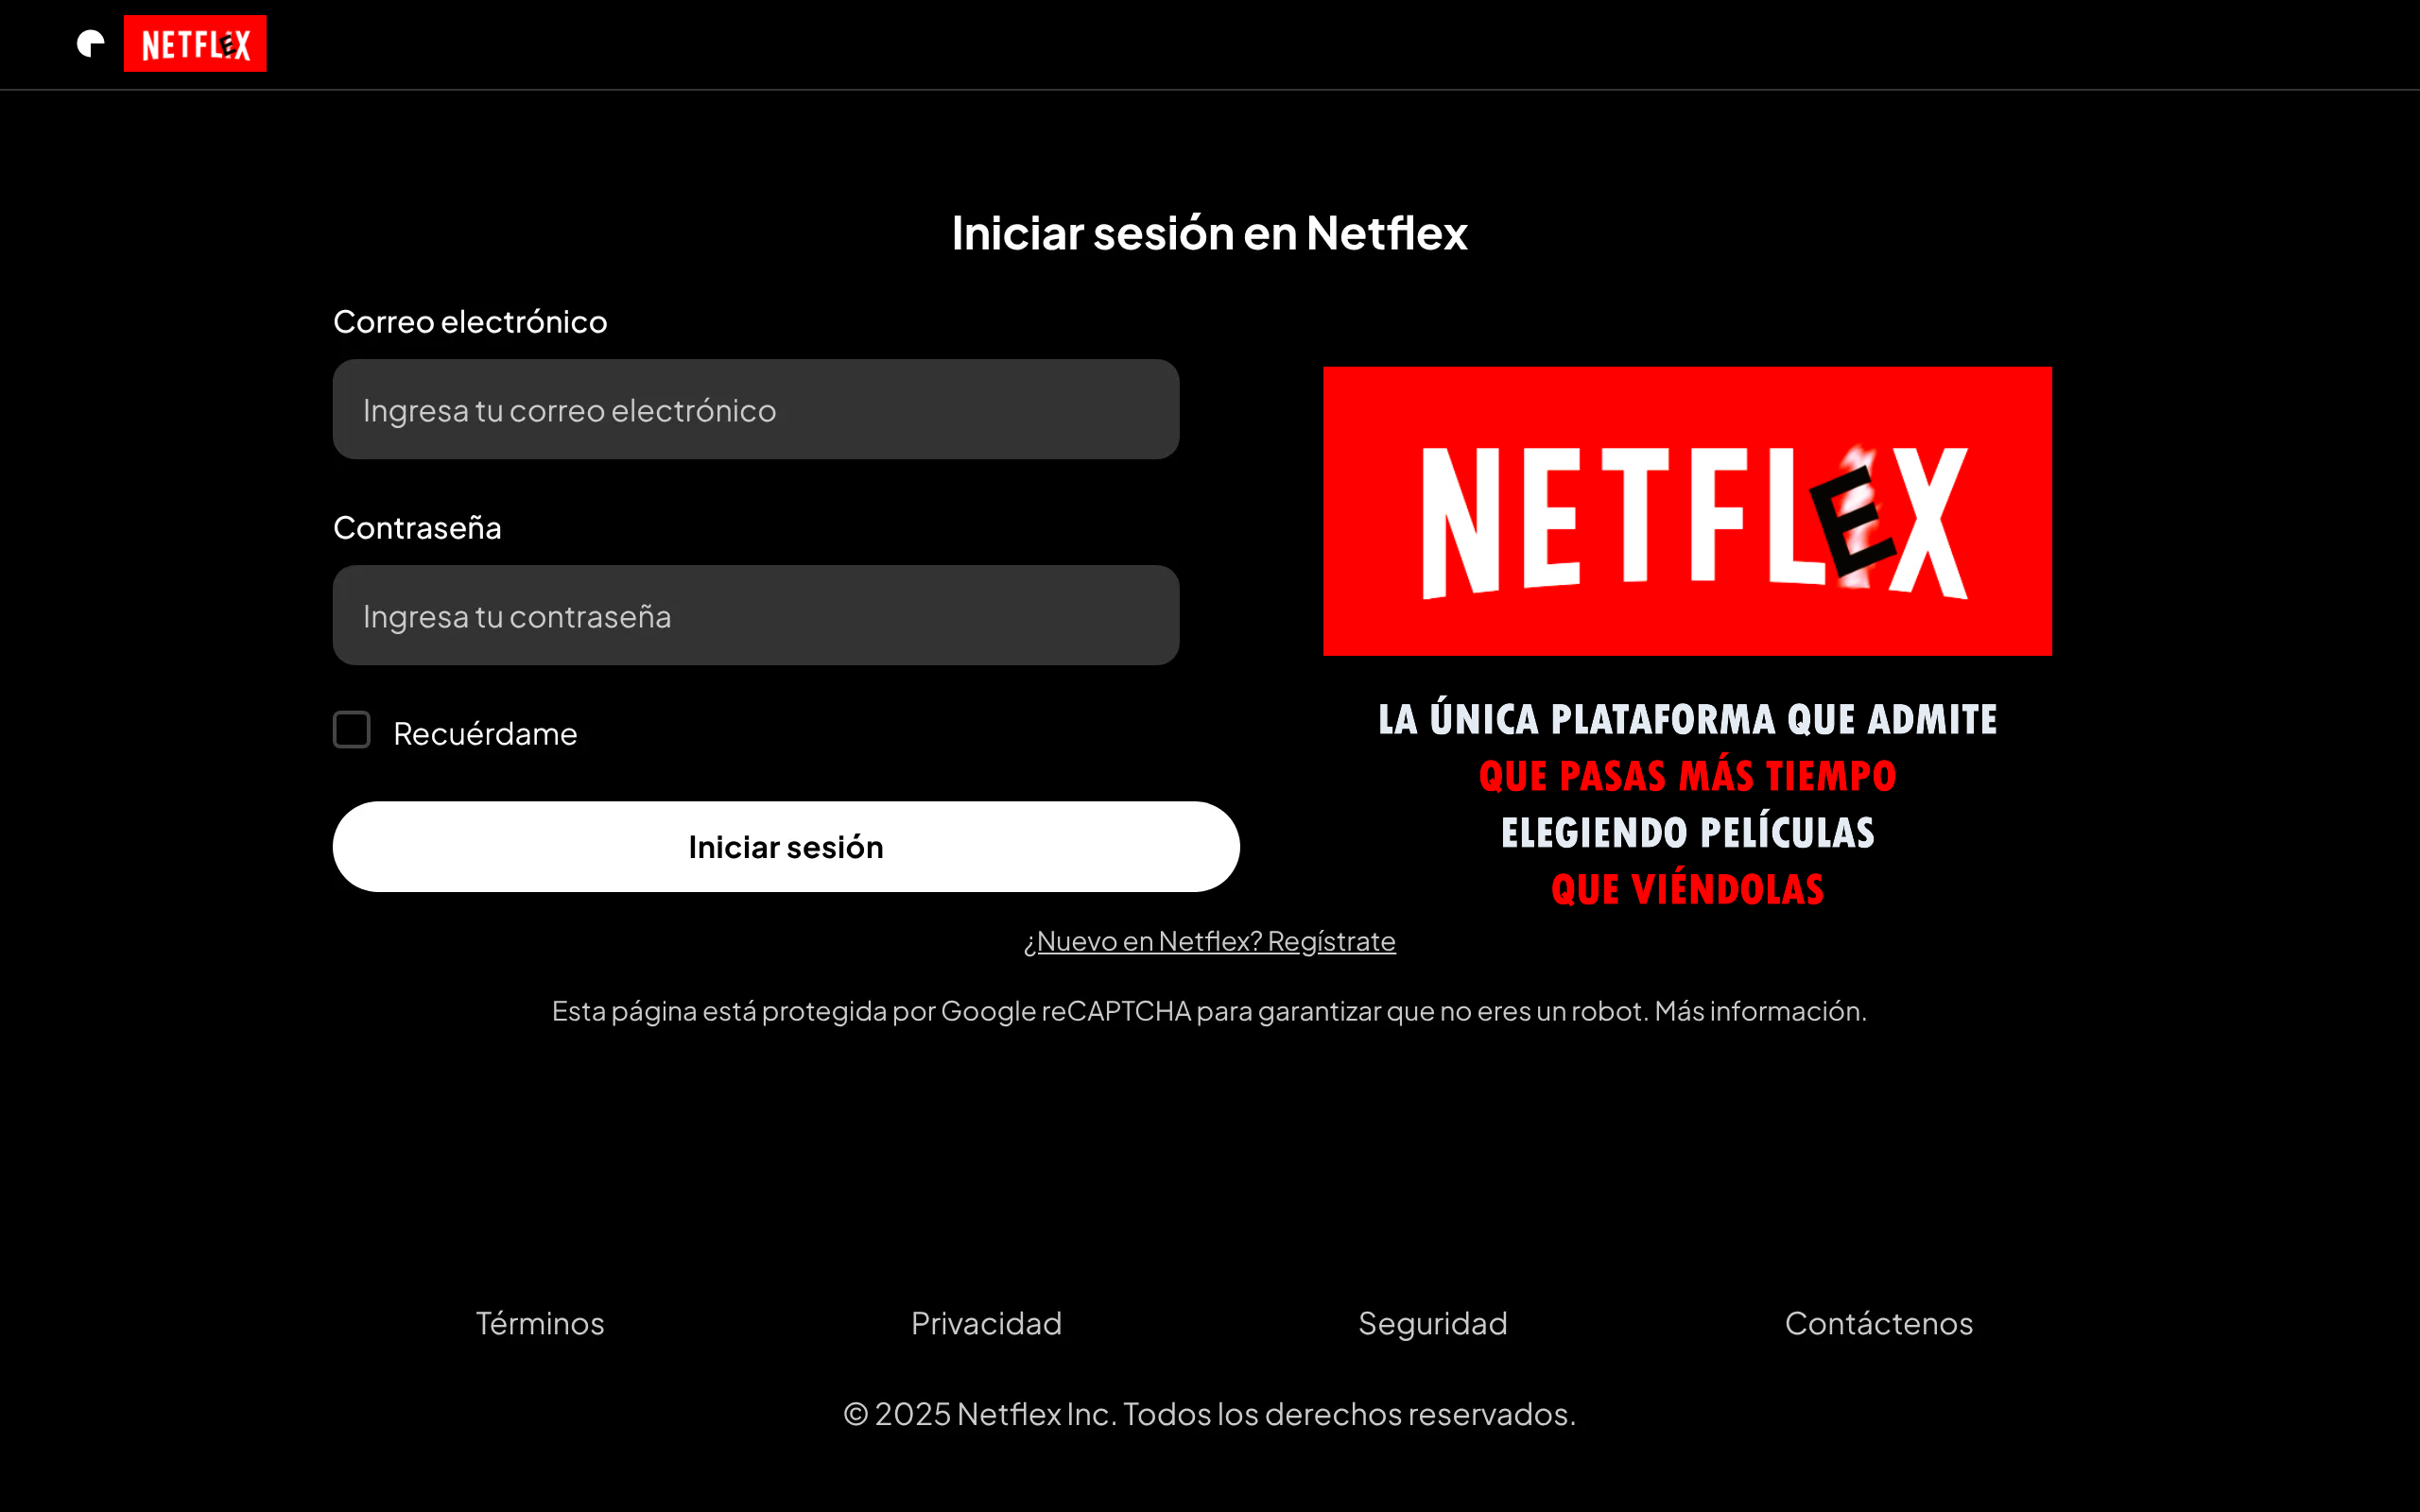 NETFLEX
Iniciar sesión en Netflex
Correo electrónico
Ingresa tu correo electrónico
Contraseña
Ingresa tu contraseña
Recuérdame
Iniciar sesión
NETFLEX
LA ÚNICA PLATAFORMA QUE ADMITE
QUE PASAS MÁS TIEMPO
ELEGIENDO PELÍCULAS
QUE VIÉNDOLAS
¿Nuevo en Netflex? Regístrate
Esta página está protegida por Google reCAPTCHA para garantizar que no eres un robot. Más información.
Términos
Privacidad
Seguridad
Contáctenos
© 2025 Netflex Inc. Todos los derechos reservados.